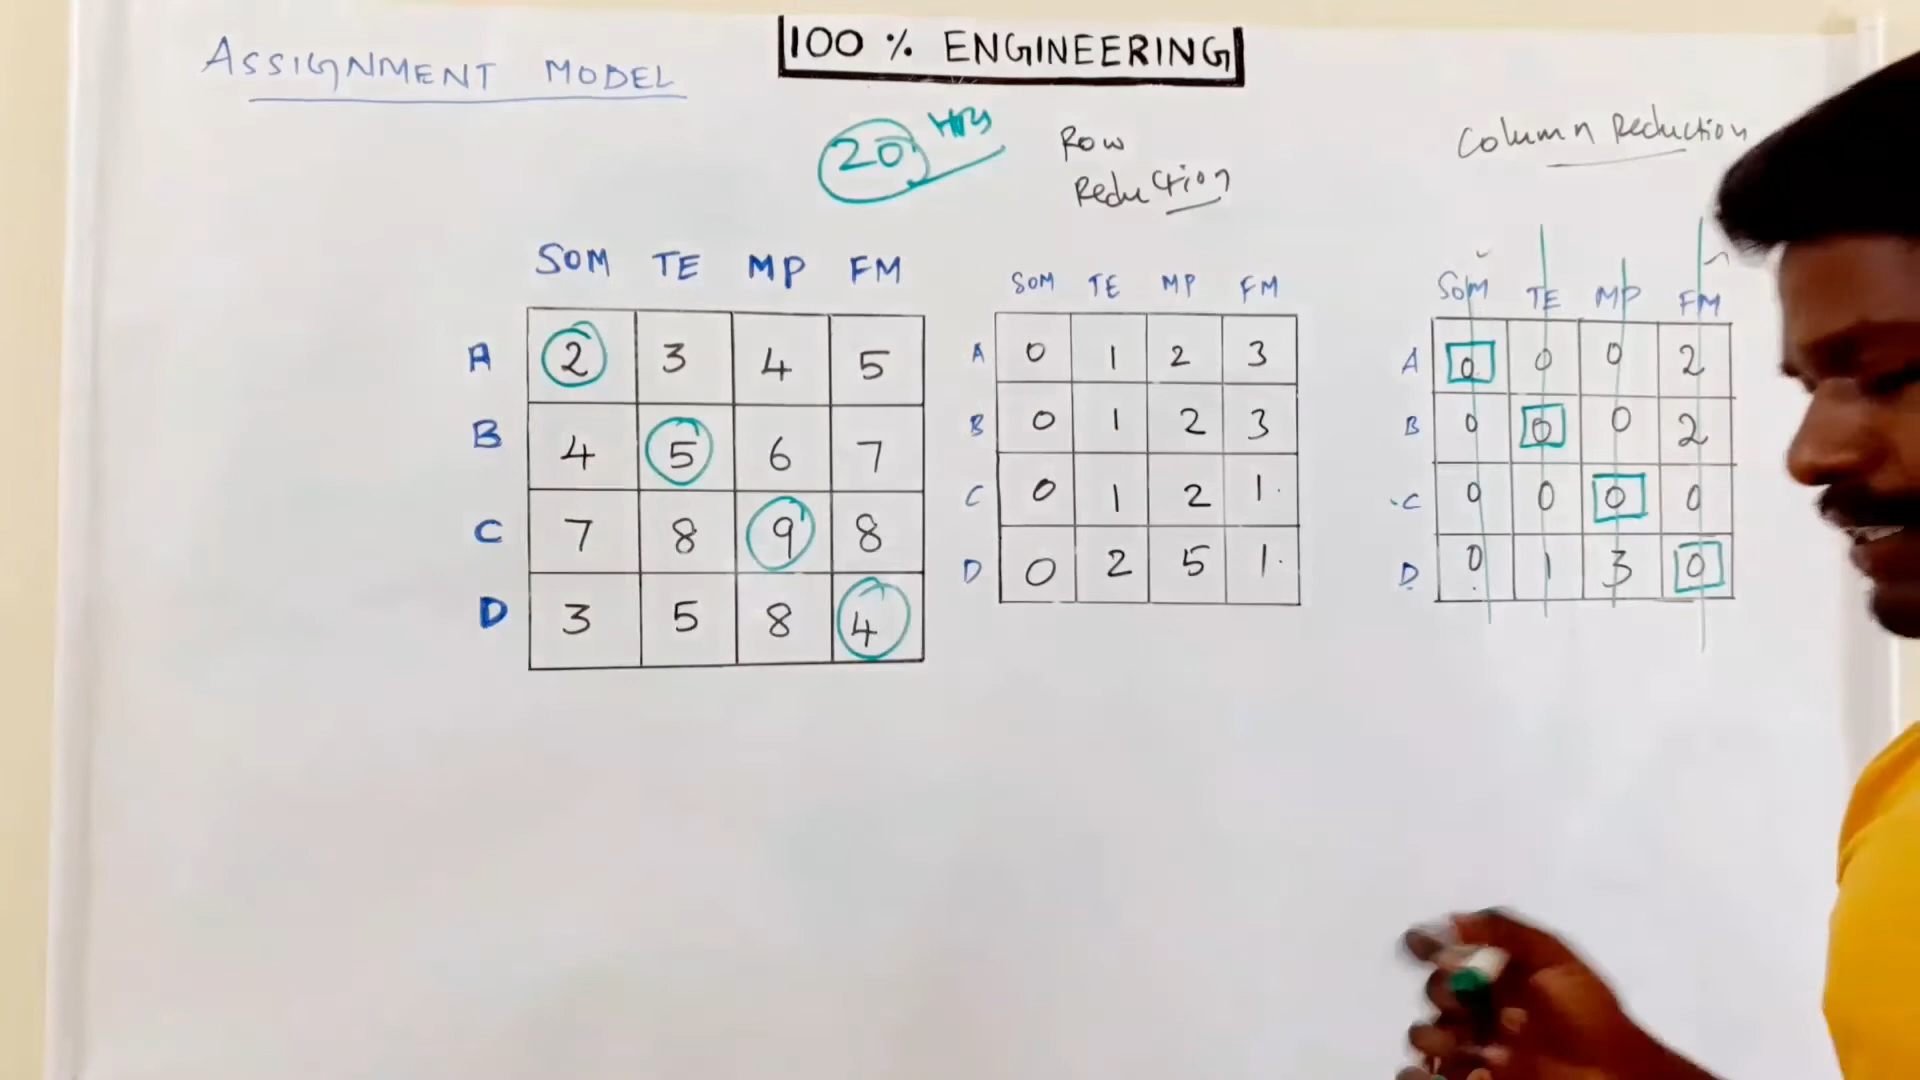 100 % ENGINEERING
ASSIGNMENT MODEL
20 HRS
Row
Reduction
Column Reduction
SOM TE MP FM
A 2 3 4 5
B 4 5 6 7
C 7 8 9 8
D 3 5 8 4
SOM TE MP FM
A 0 1 2 3
B 0 1 2 3
C 0 1 2 1
D 0 2 5 1
SOM TE MP FM
A 0 0 0 2
B 0 0 0 2
C 0 0 0 0
D 0 1 3 0